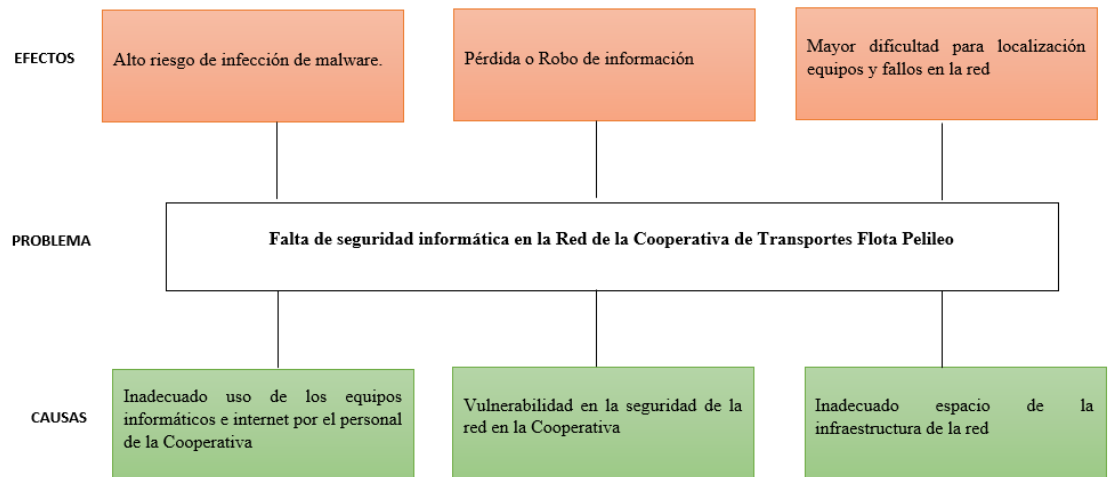 EFECTOS
Alto riesgo de infección de malware.
Pérdida o Robo de información
Mayor dificultad para localización
equipos y fallos en la red
PROBLEMA
Falta de seguridad informática en la Red de la Cooperativa de Transportes Flota Pelileo
CAUSAS
Inadecuado uso de los equipos
informáticos e internet por el personal
de la Cooperativa
Vulnerabilidad en la seguridad de la
red en la Cooperativa
Inadecuado espacio de la
infraestructura de la red